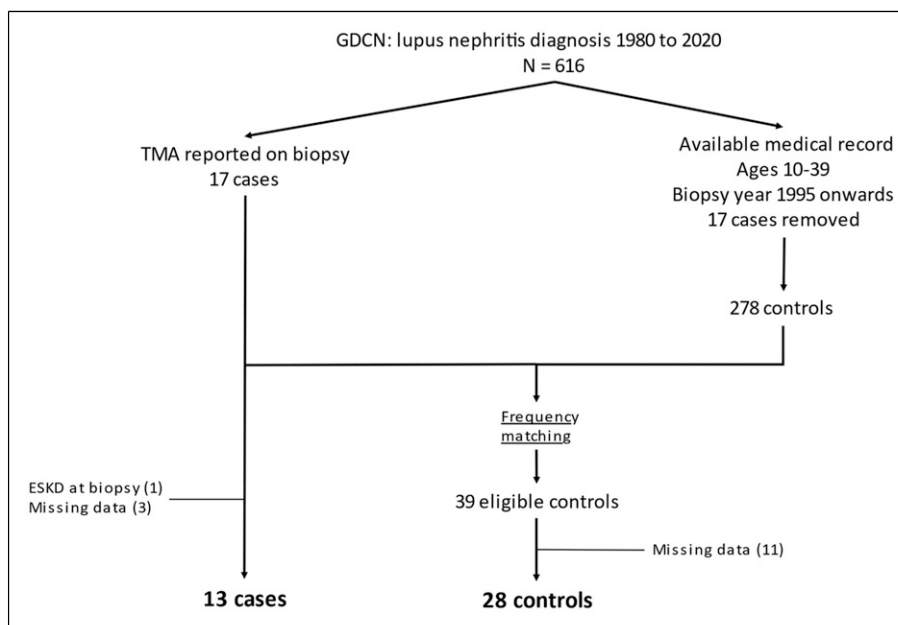 GDCN: lupus nephritis diagnosis 1980 to 2020
N = 616
TMA reported on biopsy
17 cases
Available medical record
Ages 10-39
Biopsy year 1995 onwards
17 cases removed
278 controls
Frequency
matching
ESKD at biopsy (1)
Missing data (3)
39 eligible controls
Missing data (11)
13 cases
28 controls